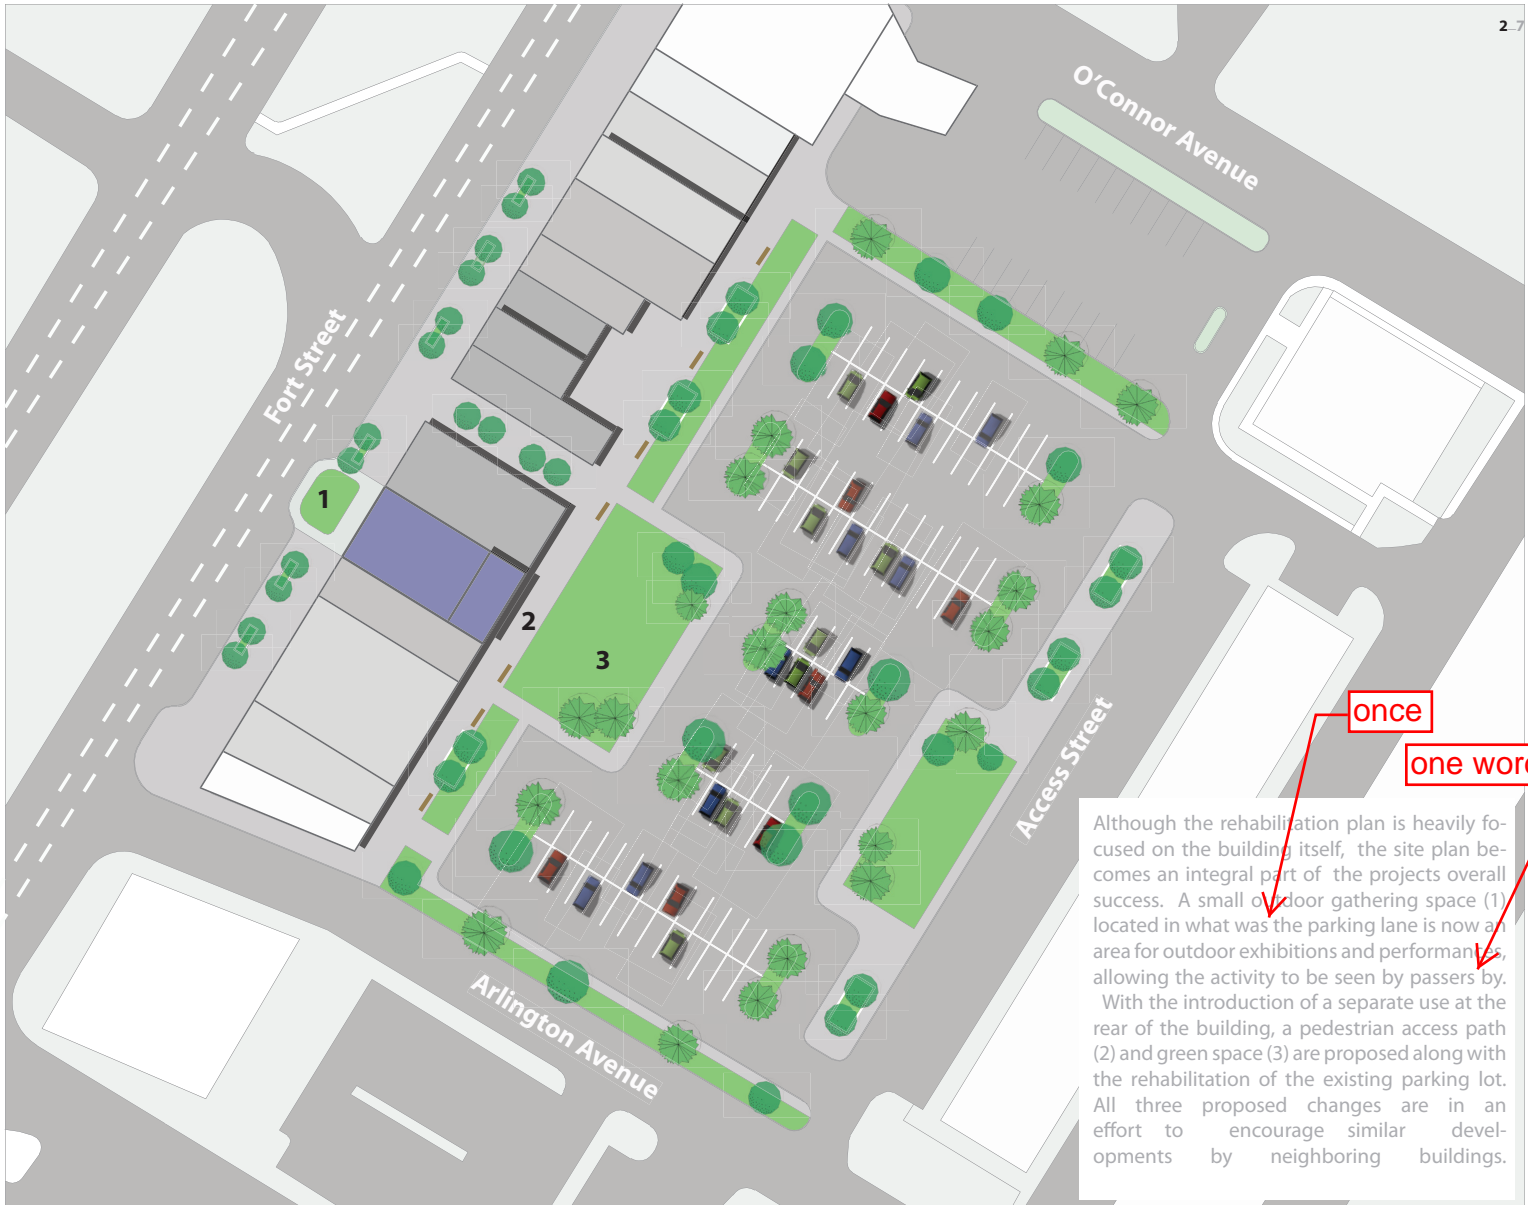 2_7
O'Connor Avenue
Fort Street
1
2
3
Access Street
Arlington Avenue
once
one word
Although the rehabilitation plan is heavily fo-
cused on the building itself, the site plan be-
comes an integral part of the projects overall
success. A small outdoor gathering space (1)
located in what was the parking lane is now an
area for outdoor exhibitions and performances,
allowing the activity to be seen by passers by.
With the introduction of a separate use at the
rear of the building, a pedestrian access path
(2) and green space (3) are proposed along with
the rehabilitation of the existing parking lot.
All three proposed changes are in an
effort to encourage similar devel-
opments by neighboring buildings.